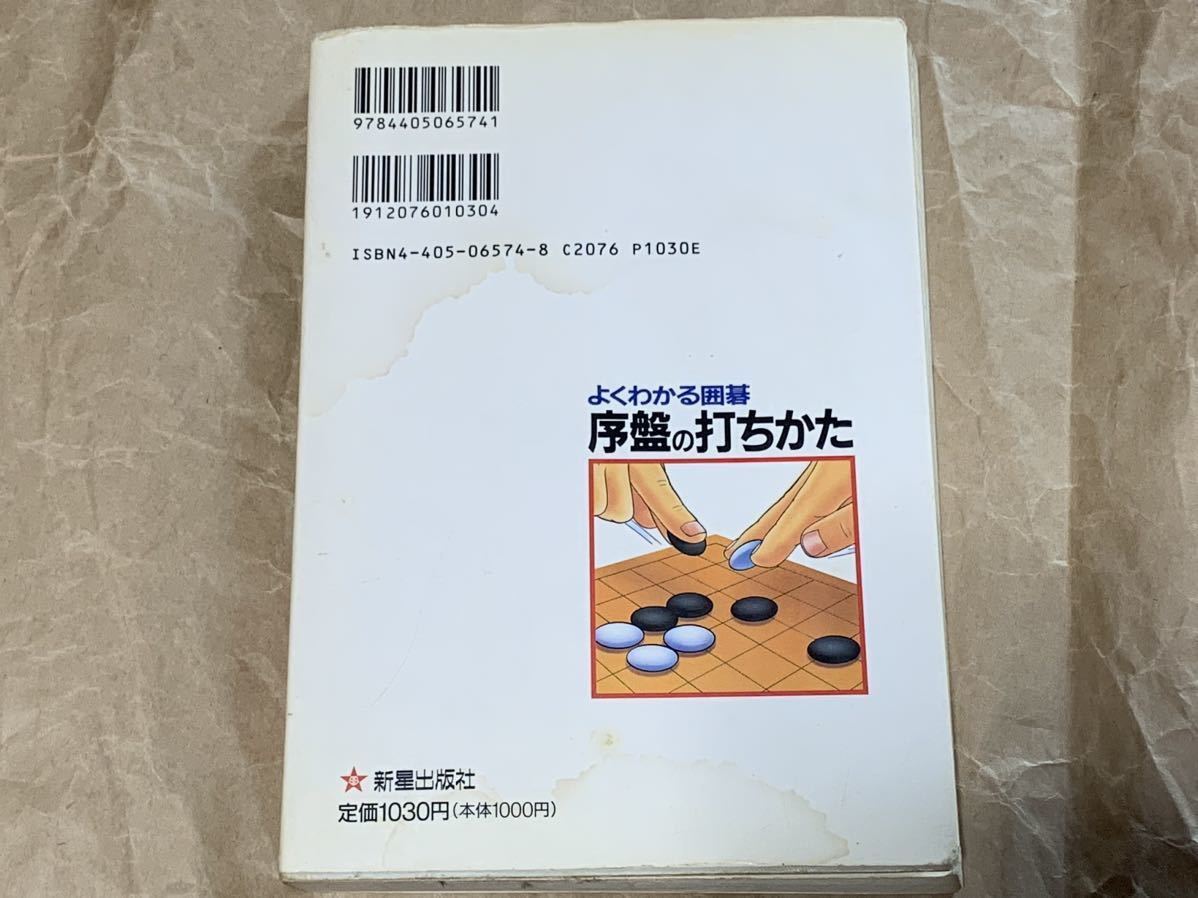 9784405065741
1912076010304
ISBN4-405-06574-8 C2076 P1030E
よくわかる囲碁
序盤の打ちかた
新星出版社
定価1030円(本体1000円)